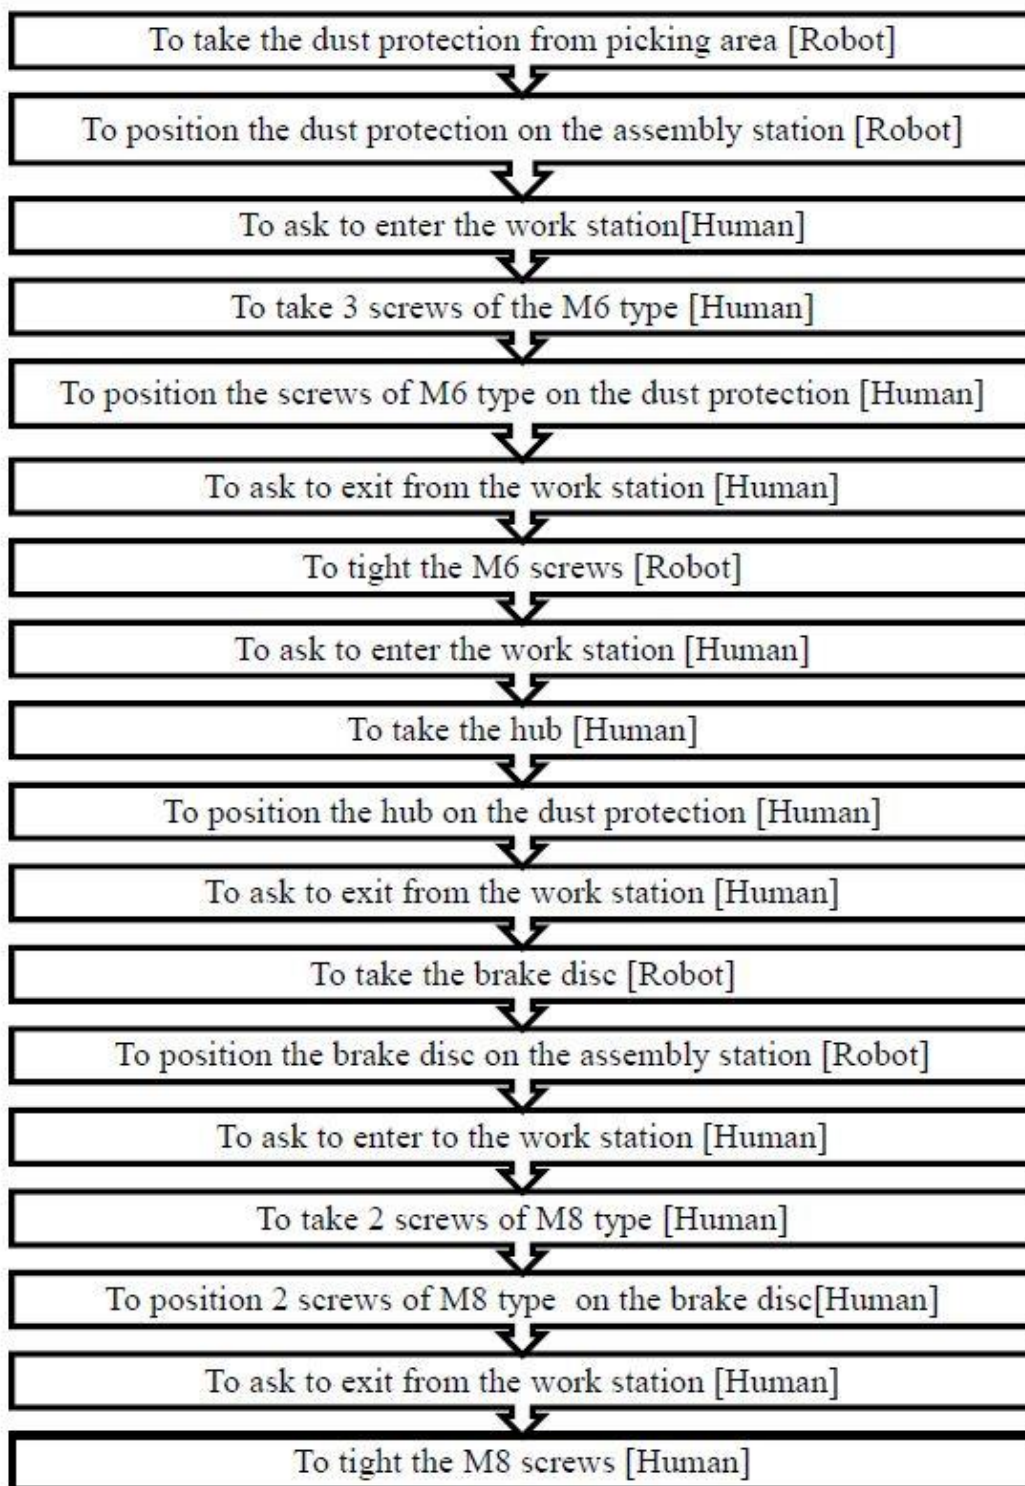 To take the dust protection from picking area [Robot]
To position the dust protection on the assembly station [Robot]
To ask to enter the work station[Human]
To take 3 screws of the M6 type [Human]
To position the screws of M6 type on the dust protection [Human]
To ask to exit from the work station [Human]
To tight the M6 screws [Robot]
To ask to enter the work station [Human]
To take the hub [Human]
To position the hub on the dust protection [Human]
To ask to exit from the work station [Human]
To take the brake disc [Robot]
To position the brake disc on the assembly station [Robot]
To ask to enter to the work station [Human]
To take 2 screws of M8 type [Human]
To position 2 screws of M8 type  on the brake disc[Human]
To ask to exit from the work station [Human]
To tight the M8 screws [Human]